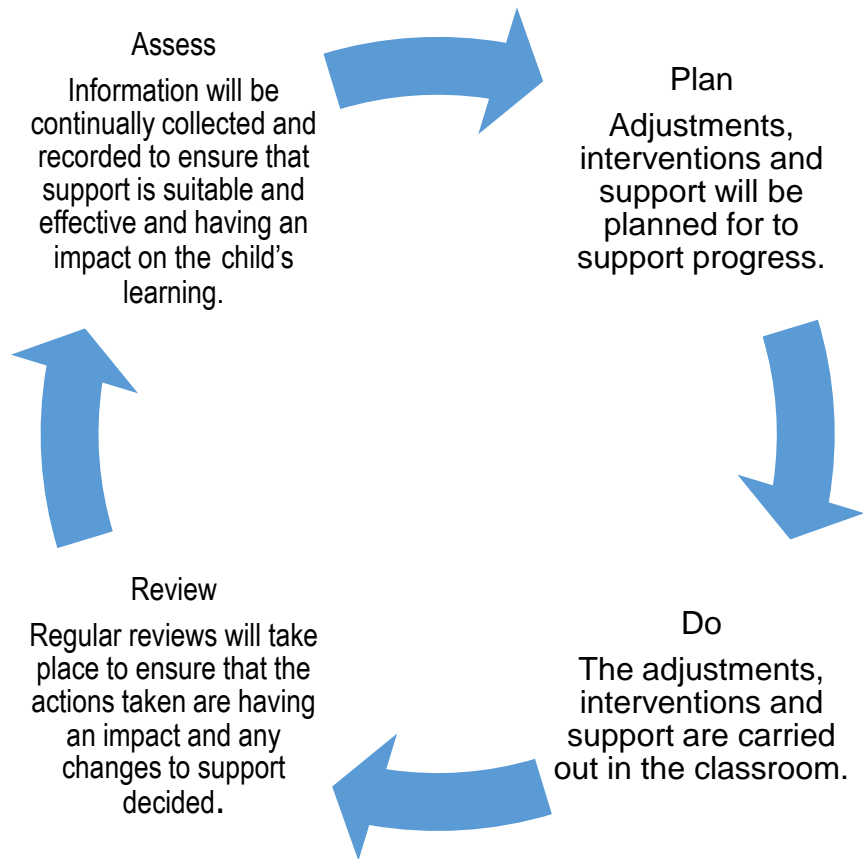 Assess
Information will be
continually collected and
recorded to ensure that
support is suitable and
effective and having an
impact on the child's
learning.
Plan
Adjustments,
interventions and
support will be
planned for to
support progress.
Do
The adjustments,
interventions and
support are carried
out in the classroom.
Review
Regular reviews will take
place to ensure that the
actions taken are having
an impact and any
changes to support
decided.